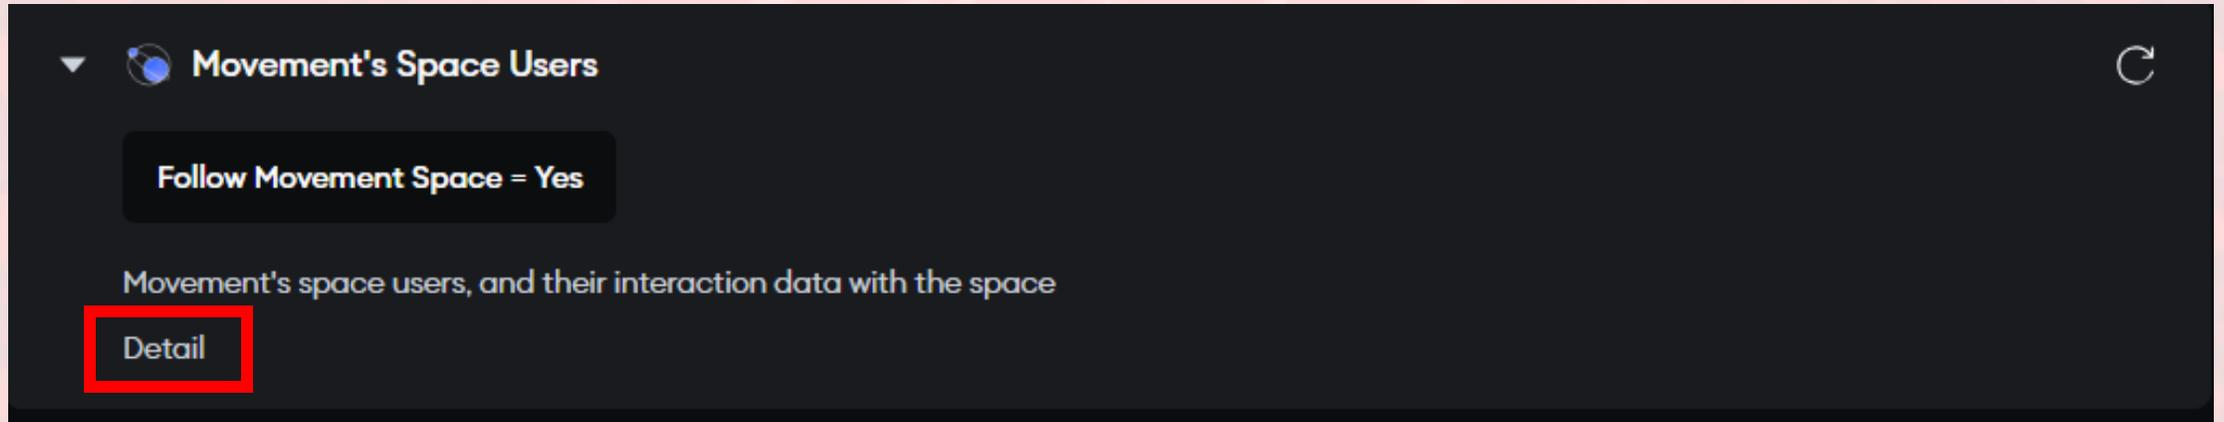 Movement's Space Users
Follow Movement Space = Yes
Movement's space users, and their interaction data with the space
Detail